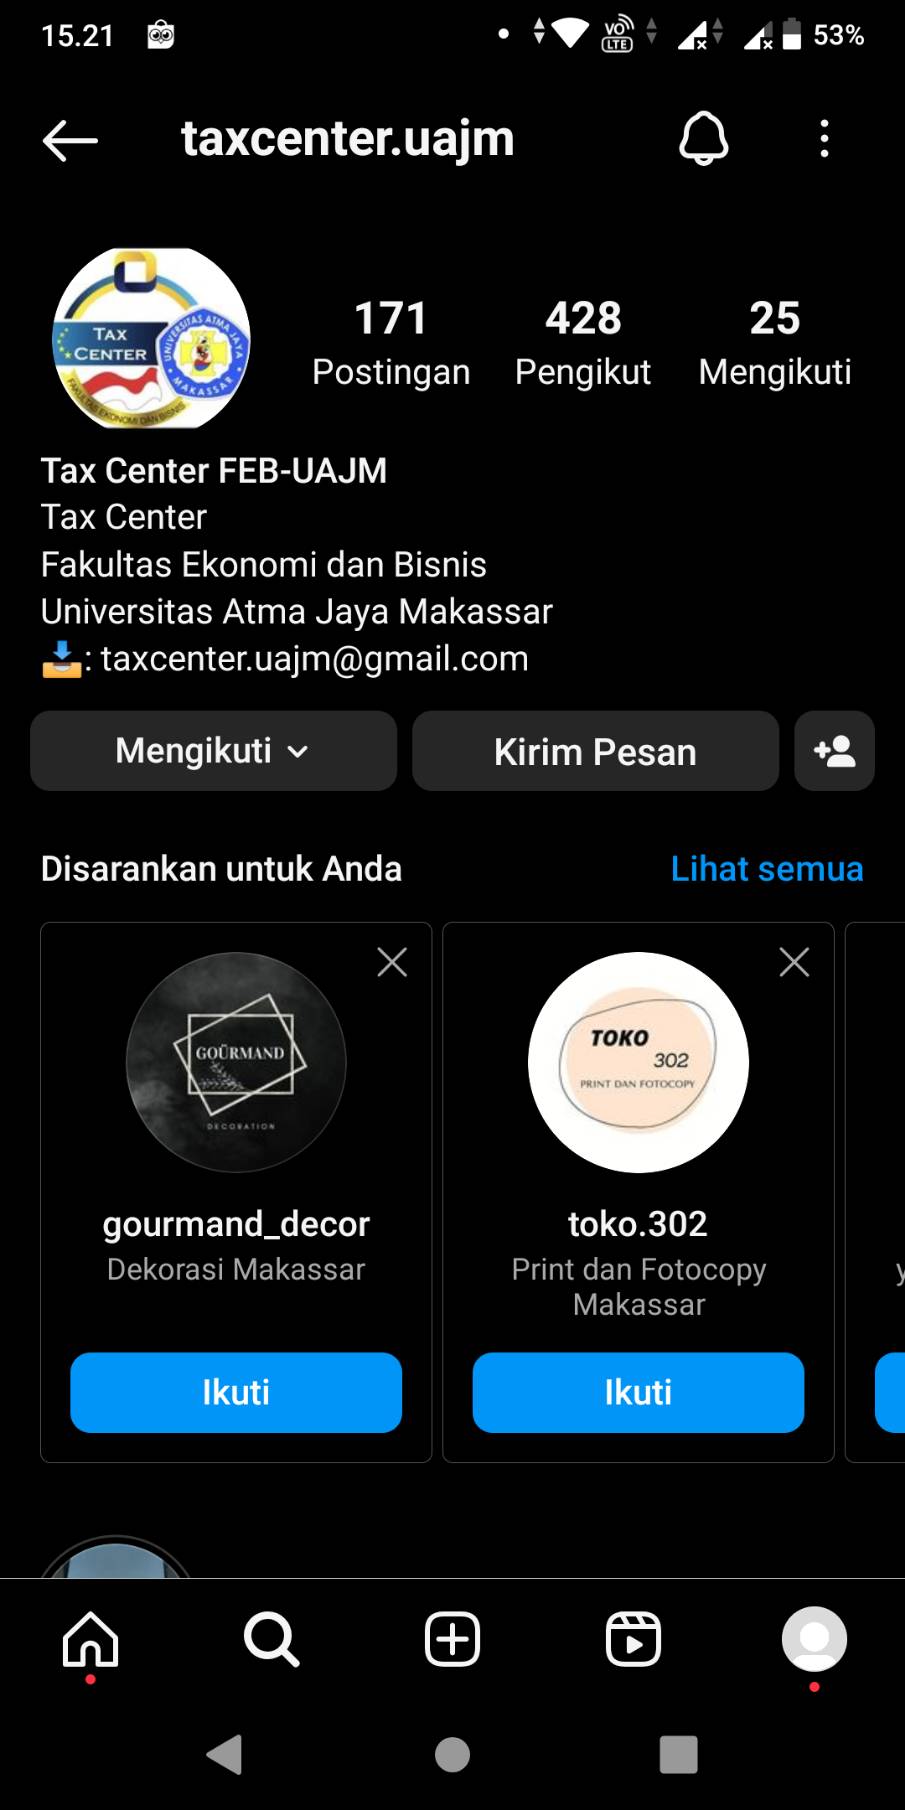 15.21
VO
LTE
53%
taxcenter.uajm
TAX
CENTER
UNIVERSITAS ATMA JAYA
MAKASSAR
FAKULTAS EKONOMI DAN BISNIS
171
428
25
Postingan
Pengikut
Mengikuti
Tax Center FEB-UAJM
Tax Center
Fakultas Ekonomi dan Bisnis
Universitas Atma Jaya Makassar
📥: taxcenter.uajm@gmail.com
Mengikuti
Kirim Pesan
Disarankan untuk Anda
Lihat semua
GOÜRMAND
DECORATION
gourmand_decor
Dekorasi Makassar
Ikuti
TOKO
302
PRINT DAN FOTOCOPY
toko.302
Print dan Fotocopy
Makassar
Ikuti